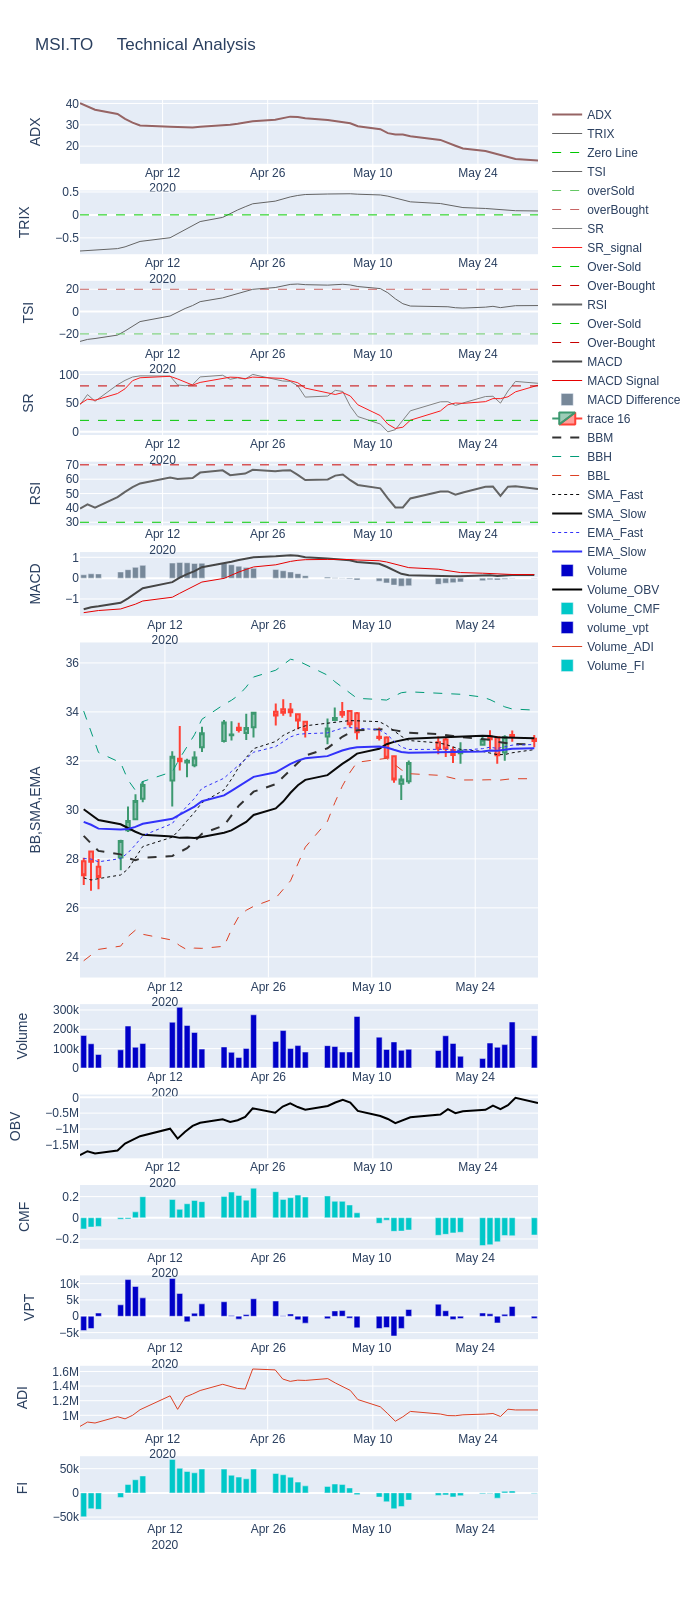 MSI.TO Technical Analysis
ADX
40
30
20
Apr 12
2020
Apr 26
May 10
May 24
TRIX
0.5
0
−0.5
Apr 12
2020
Apr 26
May 10
May 24
TSI
20
0
−20
Apr 12
2020
Apr 26
May 10
May 24
SR
100
50
0
Apr 12
2020
Apr 26
May 10
May 24
RSI
70
60
50
40
30
Apr 12
2020
Apr 26
May 10
May 24
MACD
1
0
−1
Apr 12
2020
Apr 26
May 10
May 24
BB,SMA,EMA
36
34
32
30
28
26
24
Apr 12
2020
Apr 26
May 10
May 24
Volume
300k
200k
100k
0
Apr 12
2020
Apr 26
May 10
May 24
OBV
0
−0.5M
−1M
−1.5M
Apr 12
2020
Apr 26
May 10
May 24
CMF
0.2
0
−0.2
Apr 12
2020
Apr 26
May 10
May 24
VPT
10k
5k
0
−5k
Apr 12
2020
Apr 26
May 10
May 24
ADI
1.6M
1.4M
1.2M
1M
Apr 12
2020
Apr 26
May 10
May 24
FI
50k
0
−50k
Apr 12
2020
Apr 26
May 10
May 24
ADX
TRIX
Zero Line
TSI
overSold
overBought
SR
SR_signal
Over-Sold
Over-Bought
RSI
Over-Sold
Over-Bought
MACD
MACD Signal
MACD Difference
trace 16
BBM
BBH
BBL
SMA_Fast
SMA_Slow
EMA_Fast
EMA_Slow
Volume
Volume_OBV
Volume_CMF
volume_vpt
Volume_ADI
Volume_FI